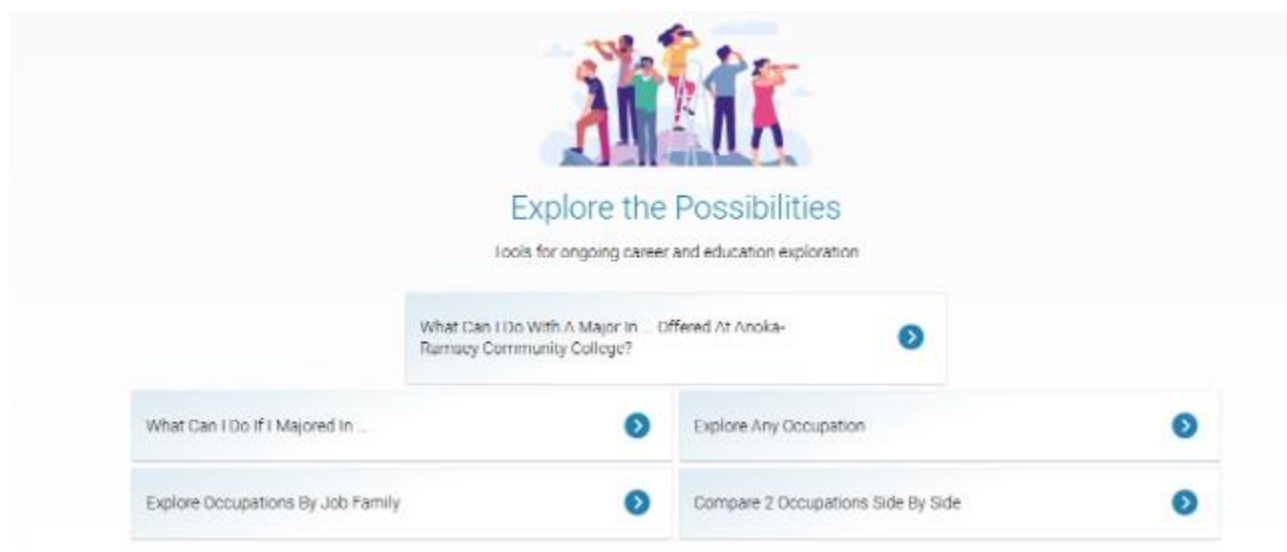 Explore the Possibilities
Tools for ongoing career and education exploration
What Can I Do With A Major In ... Offered At Anoka-
Ramsey Community College?
What Can I Do If I Majored In ...
Explore Any Occupation
Explore Occupations By Job Family
Compare 2 Occupations Side By Side